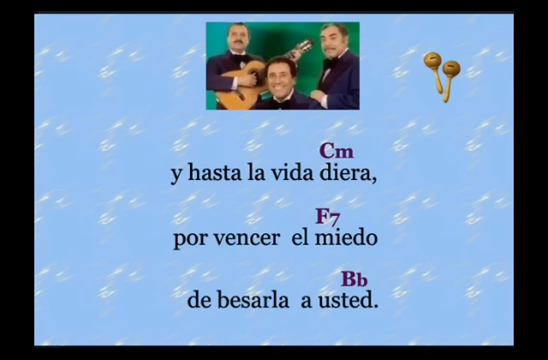 Cm
y hasta la vida diera,
F7
por vencer el miedo
Bb
de besarla a usted.